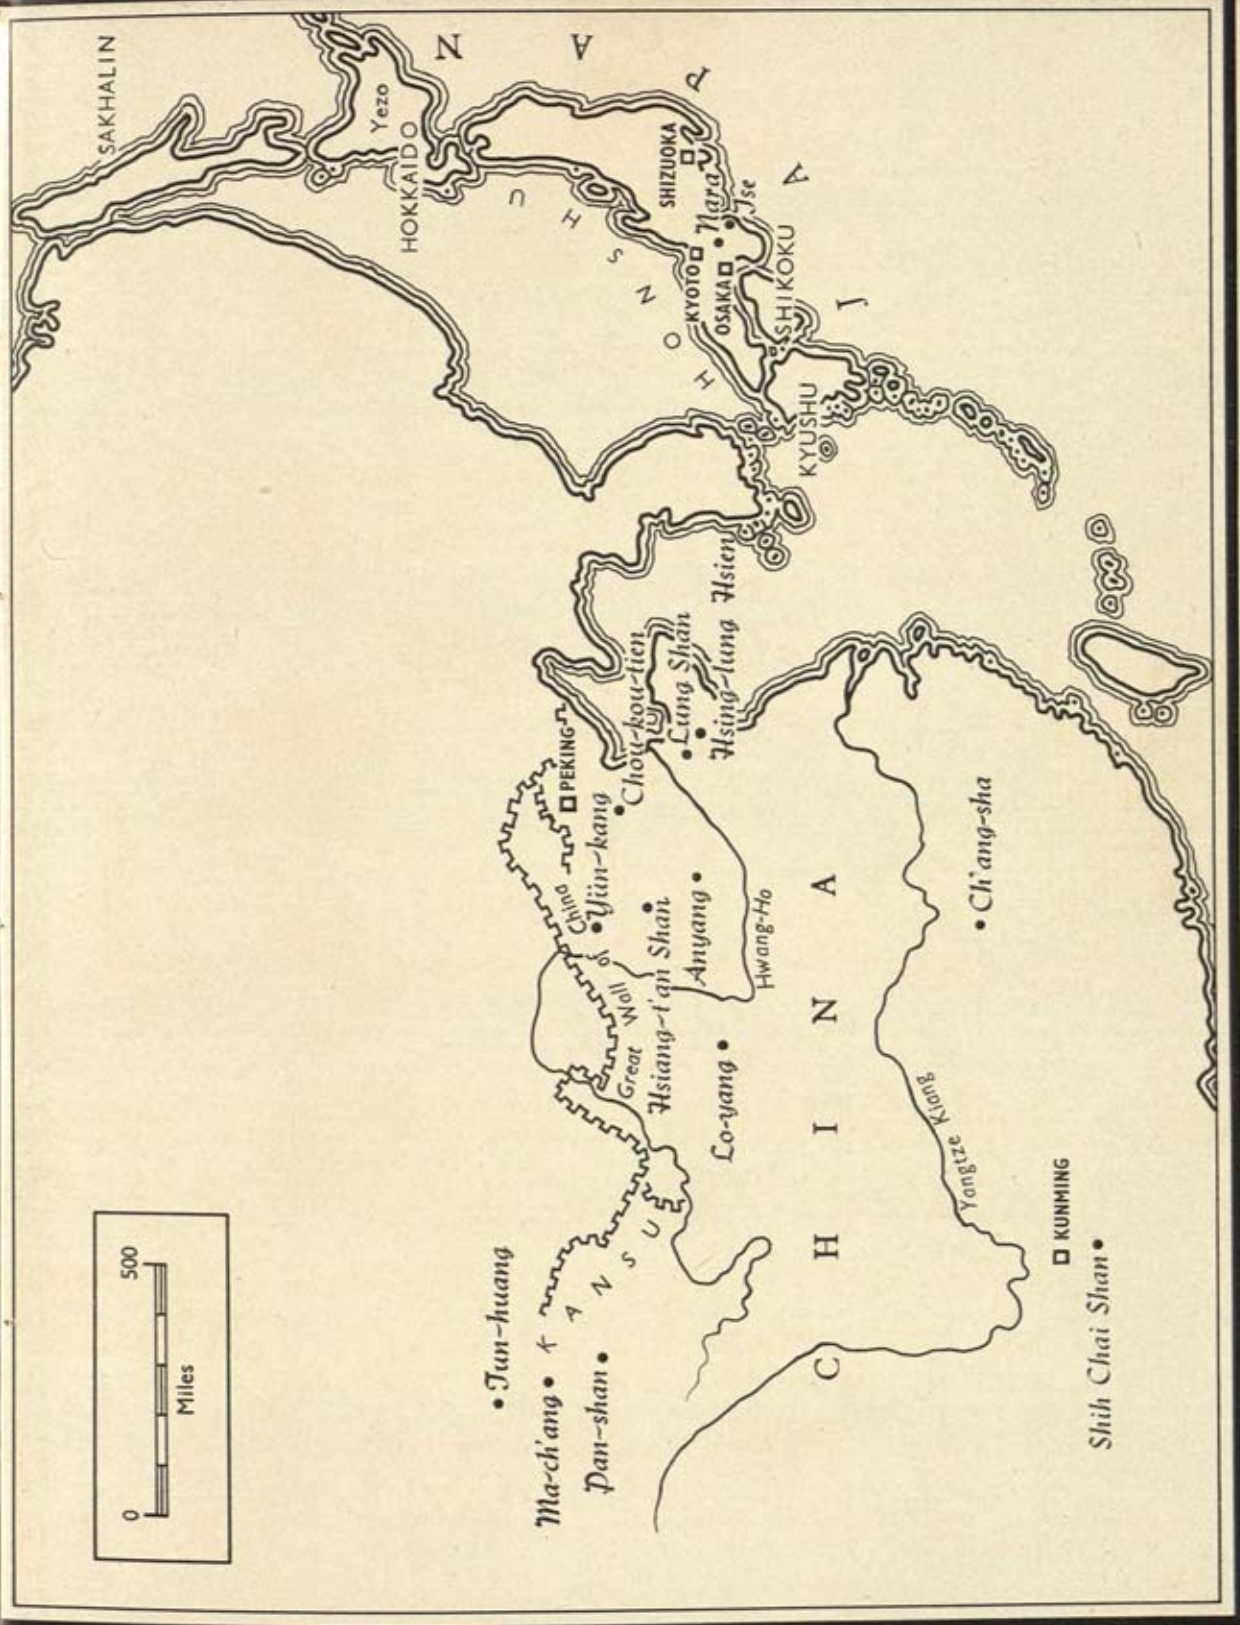 0 500
Miles
SAKHALIN
Yezo
HOKKAIDO
JAPAN
HONSHU
SHIZUOKA
KYOTO
Nara
OSAKA
Ise
SHIKOKU
KYUSHU
Tun-huang
Ma-ch'ang
KANSU
Pan-shan
Great Wall of China
PEKING
Yün-kang
Chou-kou-tien
Hsiang-t'an Shan
Lung Shan
Anyang
Hsing-lung Hsien
Lo-yang
Hwang-Ho
CHINA
Yangtze Kiang
Ch'ang-sha
KUNMING
Shih Chai Shan